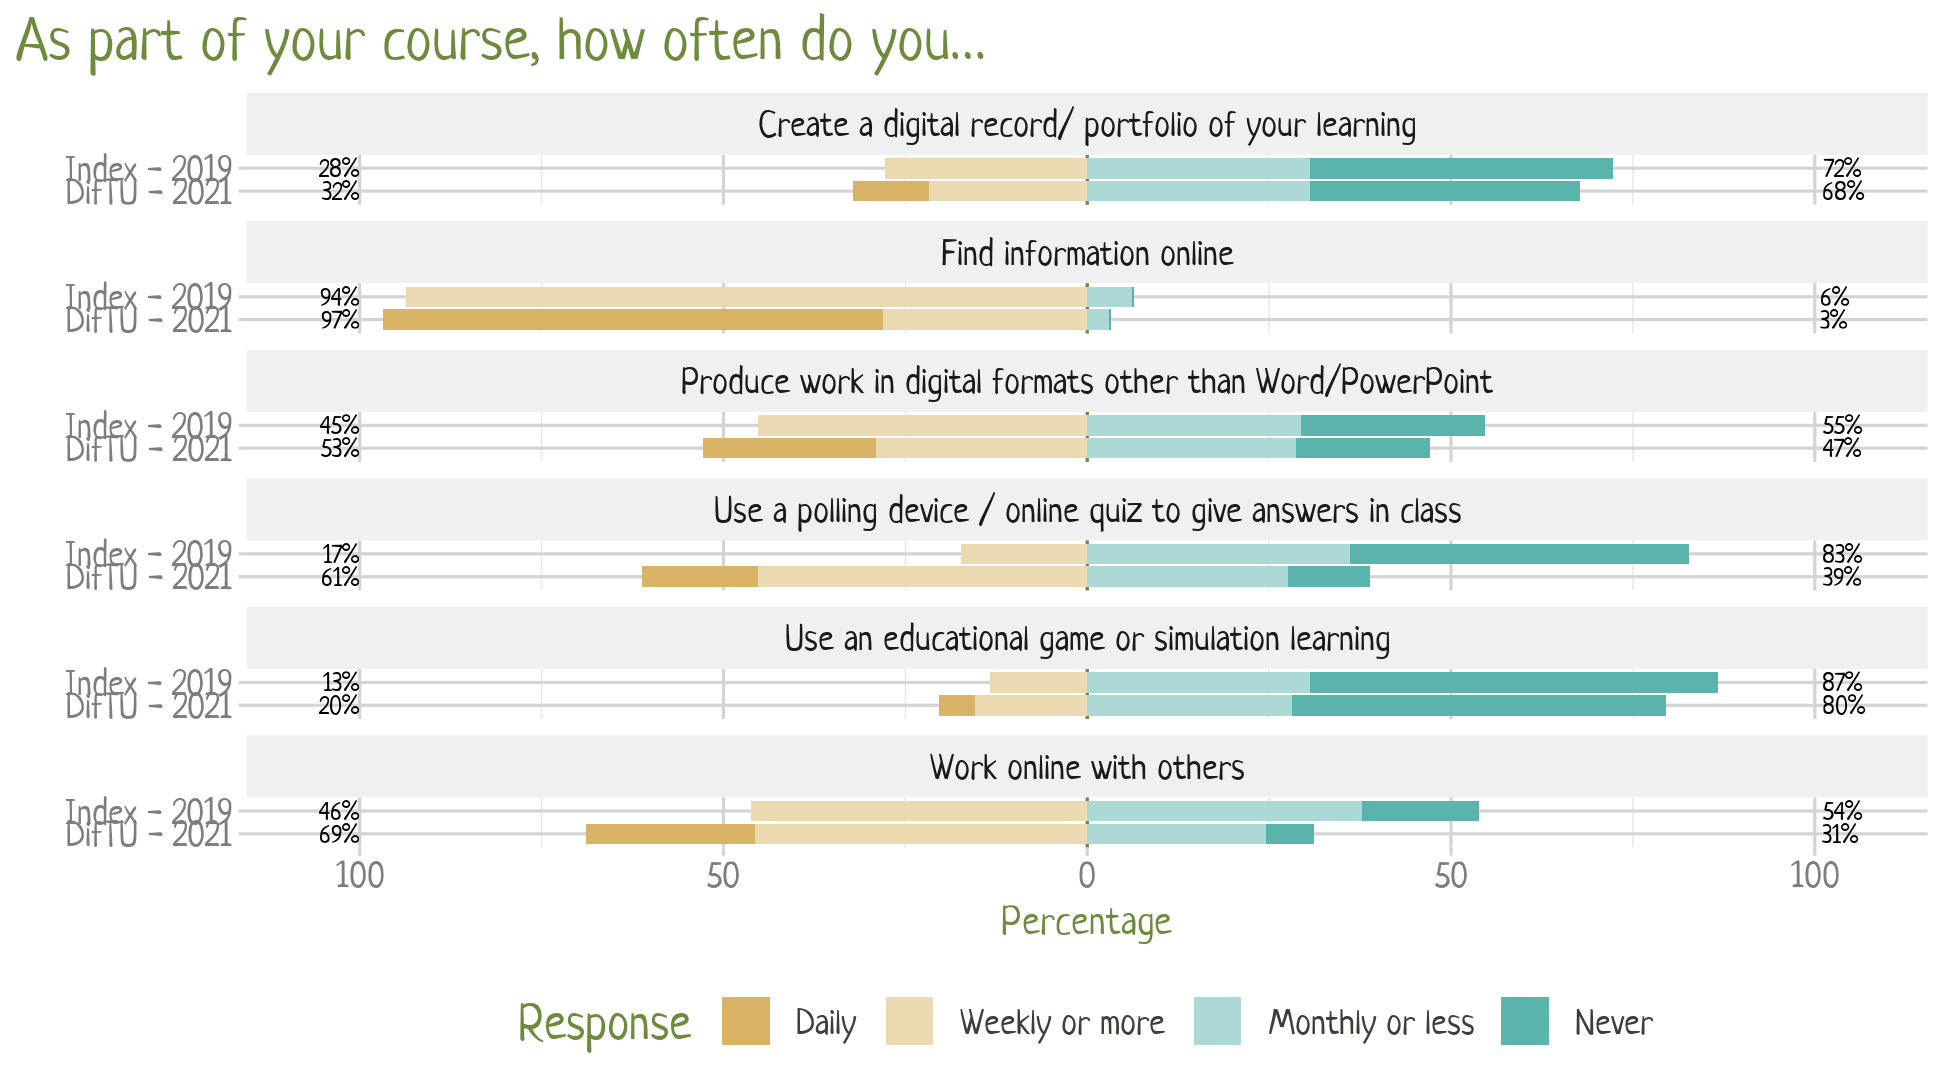 As part of your course, how often do you...
Create a digital record/ portfolio of your learning
Index - 2019 28% 72%
DifTU - 2021 32% 68%
Find information online
Index - 2019 94% 6%
DifTU - 2021 97% 3%
Produce work in digital formats other than Word/PowerPoint
Index - 2019 45% 55%
DifTU - 2021 53% 47%
Use a polling device / online quiz to give answers in class
Index - 2019 17% 83%
DifTU - 2021 61% 39%
Use an educational game or simulation learning
Index - 2019 13% 87%
DifTU - 2021 20% 80%
Work online with others
Index - 2019 46% 54%
DifTU - 2021 69% 31%
100 50 0 50 100
Percentage
Response Daily Weekly or more Monthly or less Never